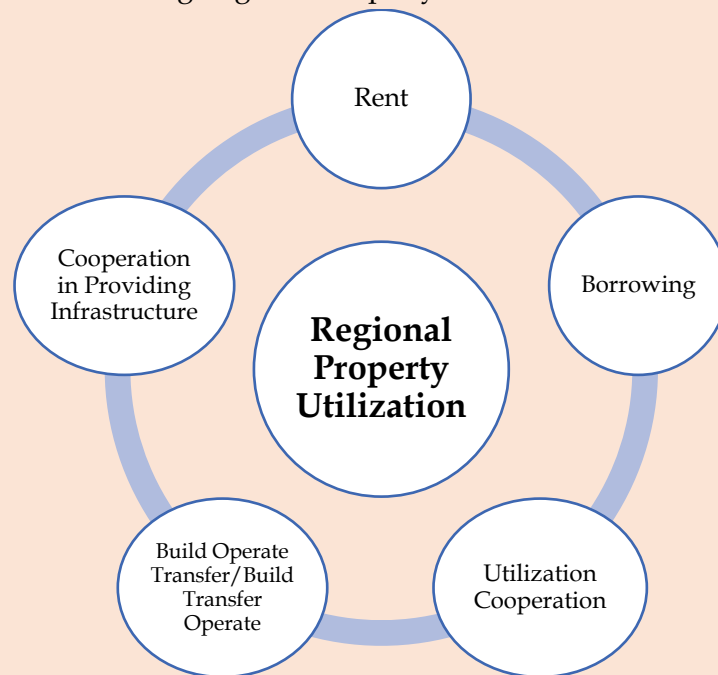 Rent
Borrowing
Cooperation
in Providing
Infrastructure
Regional
Property
Utilization
Build Operate
Transfer/Build
Transfer
Operate
Utilization
Cooperation